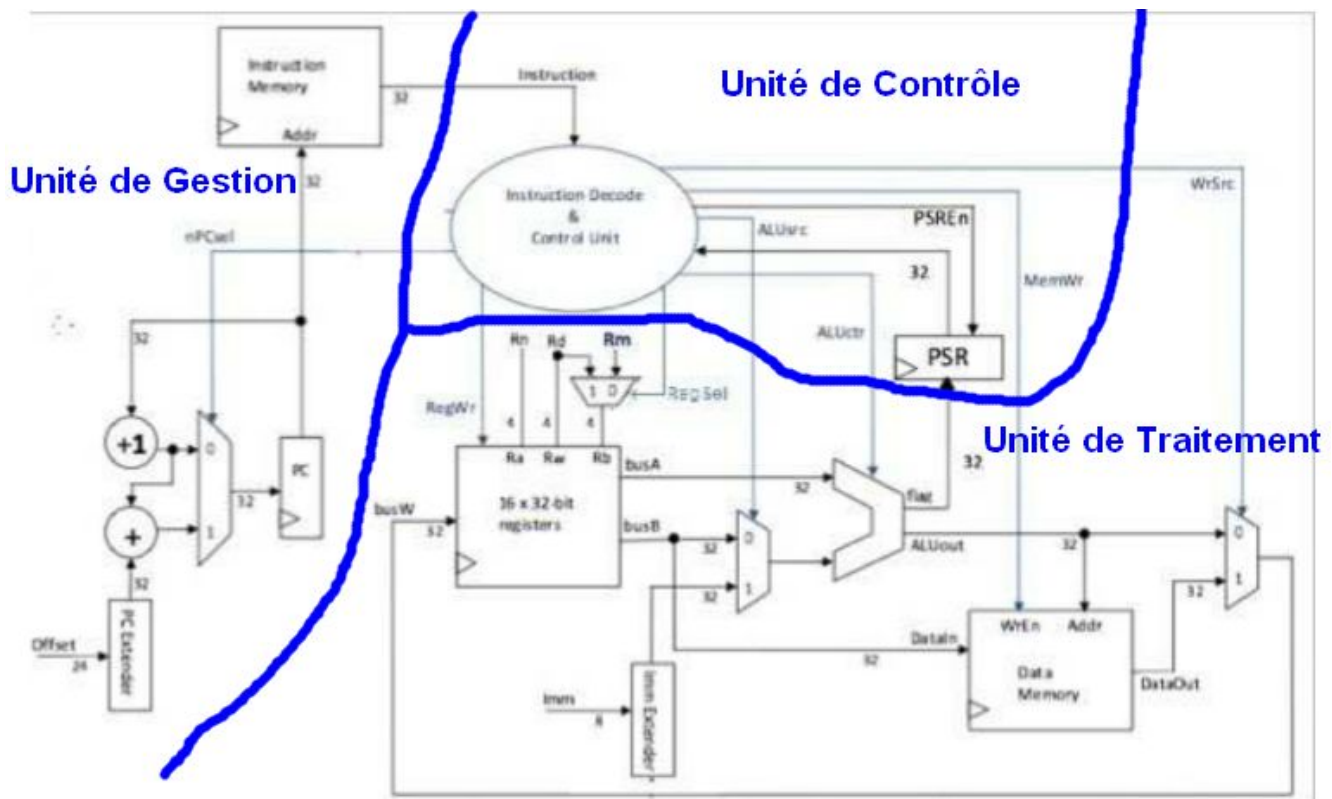 Instruction
Memory
Addr
32
32
Instruction
Unité de Contrôle
Unité de Gestion
Instruction Decode
&
Control Unit
nPCsel
WrSrc
PSREn
ALUsrc
32
MemWr
ALUctr
PSR
32
Rn
Rd
Rm
1 0
RegSel
RegWr
4
4
4
Unité de Traitement
+1
0
PC
32
+
1
32
Offset
24
PC Extender
busW
32
Ra
Rw
Rb
16 x 32-bit
registers
busA
32
busB
32
0
1
32
flag
32
ALUout
32
0
1
32
WrEn
Addr
DataIn
32
Data
Memory
DataOut
Imm
8
Imm Extender